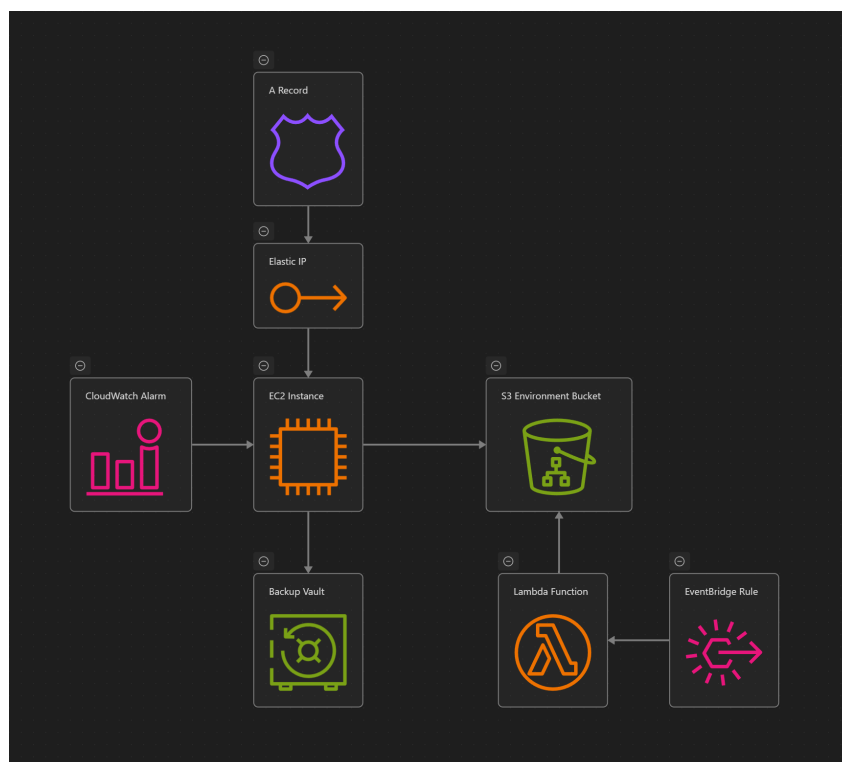 A Record
Elastic IP
CloudWatch Alarm
EC2 Instance
S3 Environment Bucket
Backup Vault
Lambda Function
EventBridge Rule